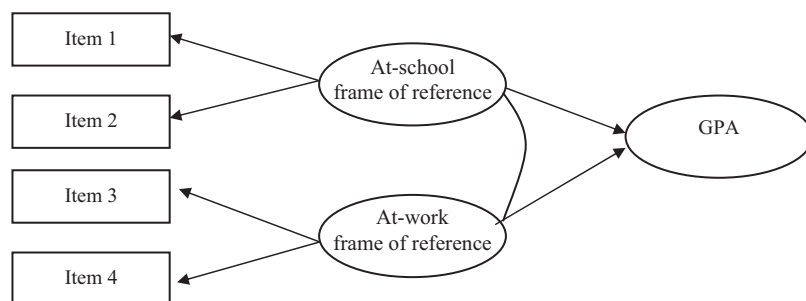 Item 1
Item 2
Item 3
Item 4
At-school
frame of reference
At-work
frame of reference
GPA